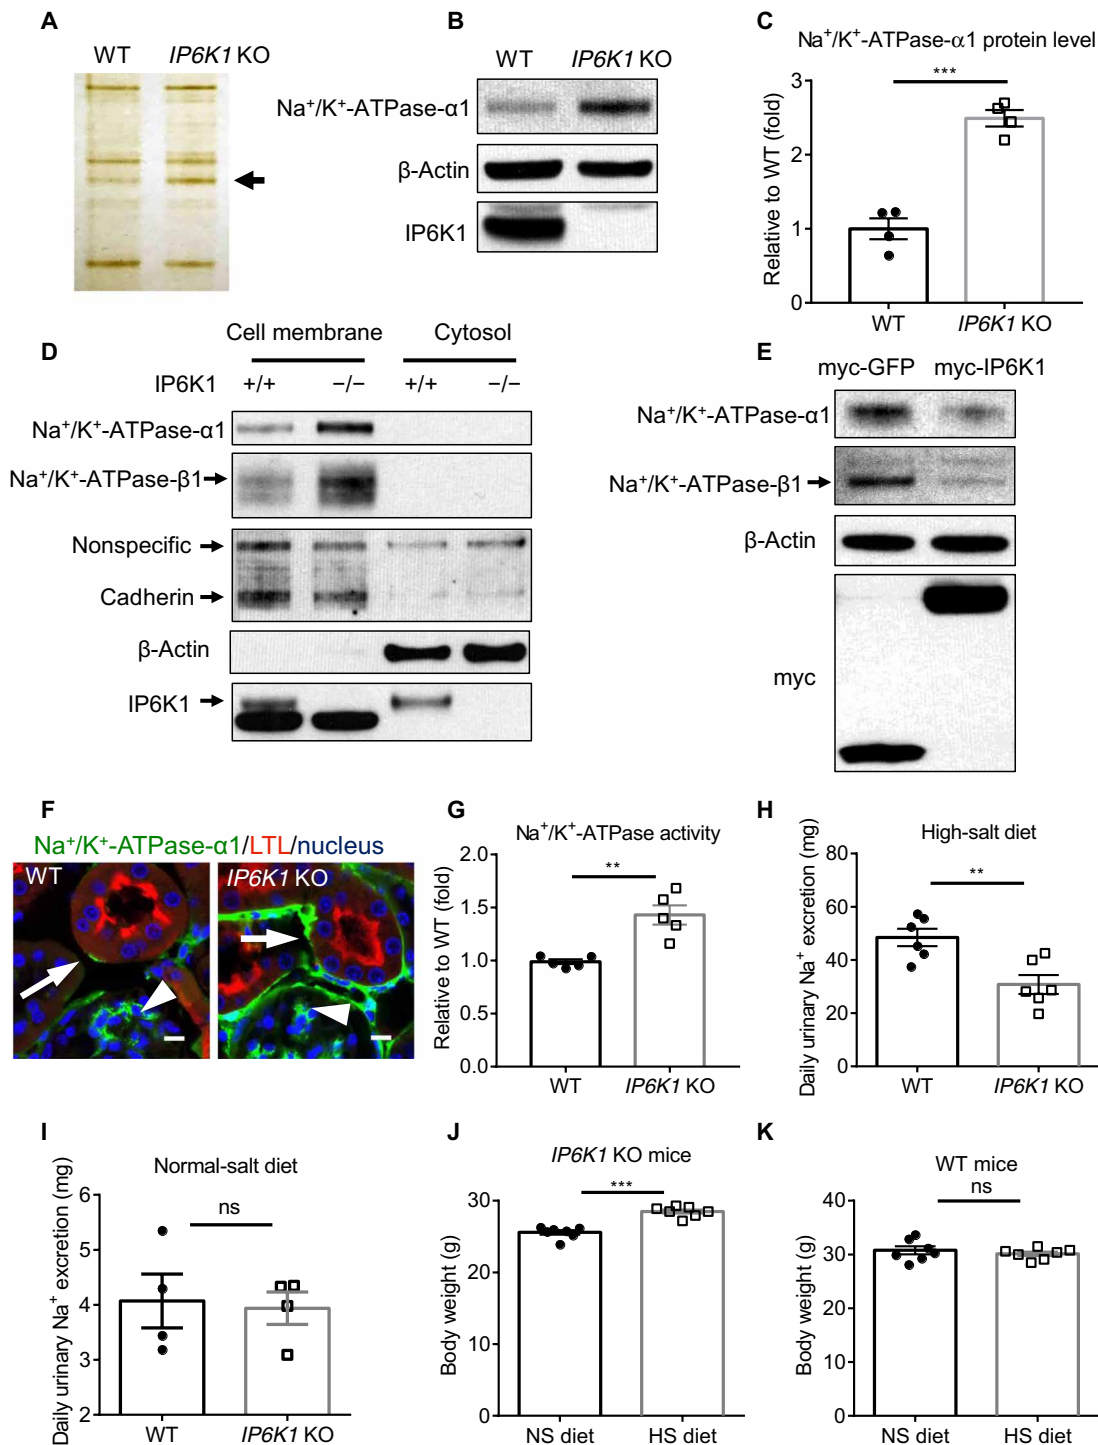 A
WT IP6K1 KO
B
WT IP6K1 KO
Na⁺/K⁺-ATPase-α1
β-Actin
IP6K1
C
Na⁺/K⁺-ATPase-α1 protein level
***
Relative to WT (fold)
3
2
1
0
WT IP6K1 KO
D
Cell membrane Cytosol
IP6K1 +/+ −/− +/+ −/−
Na⁺/K⁺-ATPase-α1
Na⁺/K⁺-ATPase-β1
Nonspecific
Cadherin
β-Actin
IP6K1
E
myc-GFP myc-IP6K1
Na⁺/K⁺-ATPase-α1
Na⁺/K⁺-ATPase-β1
β-Actin
myc
F
Na⁺/K⁺-ATPase-α1/LTL/nucleus
WT
IP6K1 KO
G
Na⁺/K⁺-ATPase activity
**
Relative to WT (fold)
2.0
1.5
1.0
0.5
0.0
WT IP6K1 KO
H
High-salt diet
**
Daily urinary Na⁺ excretion (mg)
80
60
40
20
0
WT IP6K1 KO
I
Normal-salt diet
ns
Daily urinary Na⁺ excretion (mg)
6
5
4
3
2
WT IP6K1 KO
J
IP6K1 KO mice
***
Body weight (g)
30
20
10
0
NS diet HS diet
K
WT mice
ns
Body weight (g)
40
30
20
10
0
NS diet HS diet